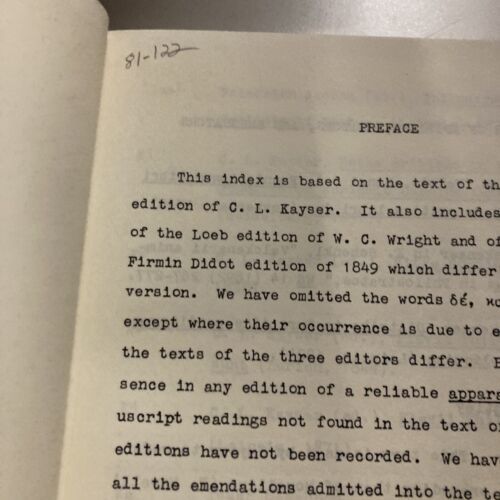 81-122
PREFACE
This index is based on the text of th
edition of C. L. Kayser. It also includes
of the Loeb edition of W. C. Wright and of
Firmin Didot edition of 1849 which differ
version. We have omitted the words δέ, κα
except where their occurrence is due to e
the texts of the three editors differ.
sence in any edition of a reliable appara
uscript readings not found in the text of
editions have not been recorded. We hav
all the emendations admitted into the te